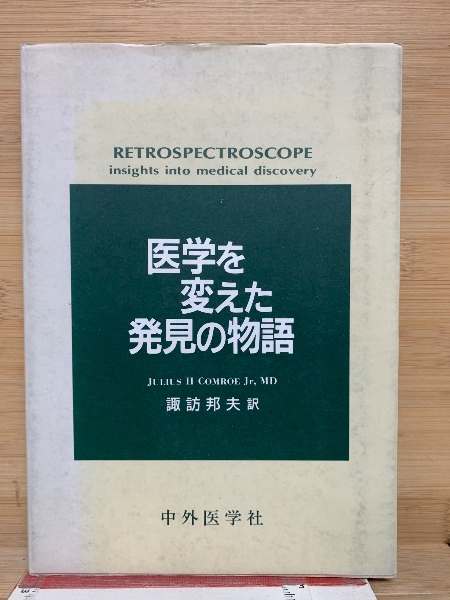 RETROSPECTROSCOPE
insights into medical discovery
医学を
変えた
発見の物語
JULIUS H COMROE Jr, MD
諏訪邦夫 訳
中外医学社